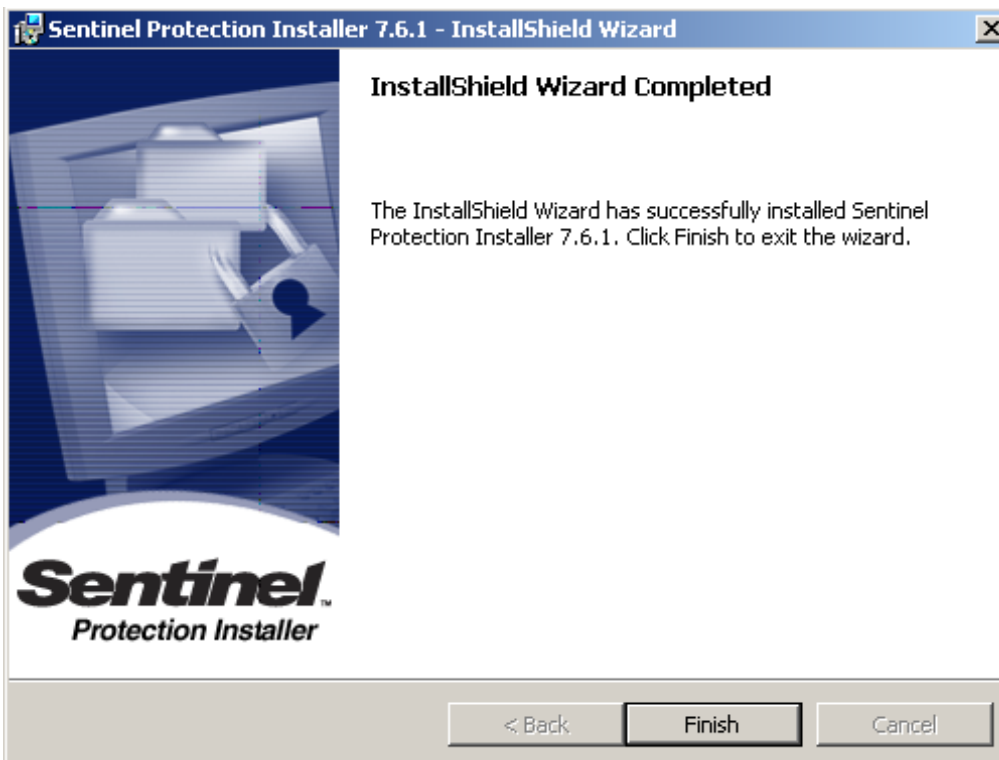 Sentinel Protection Installer 7.6.1 - InstallShield Wizard
InstallShield Wizard Completed
The InstallShield Wizard has successfully installed Sentinel
Protection Installer 7.6.1. Click Finish to exit the wizard.
Sentinel™
Protection Installer
< Back
Finish
Cancel